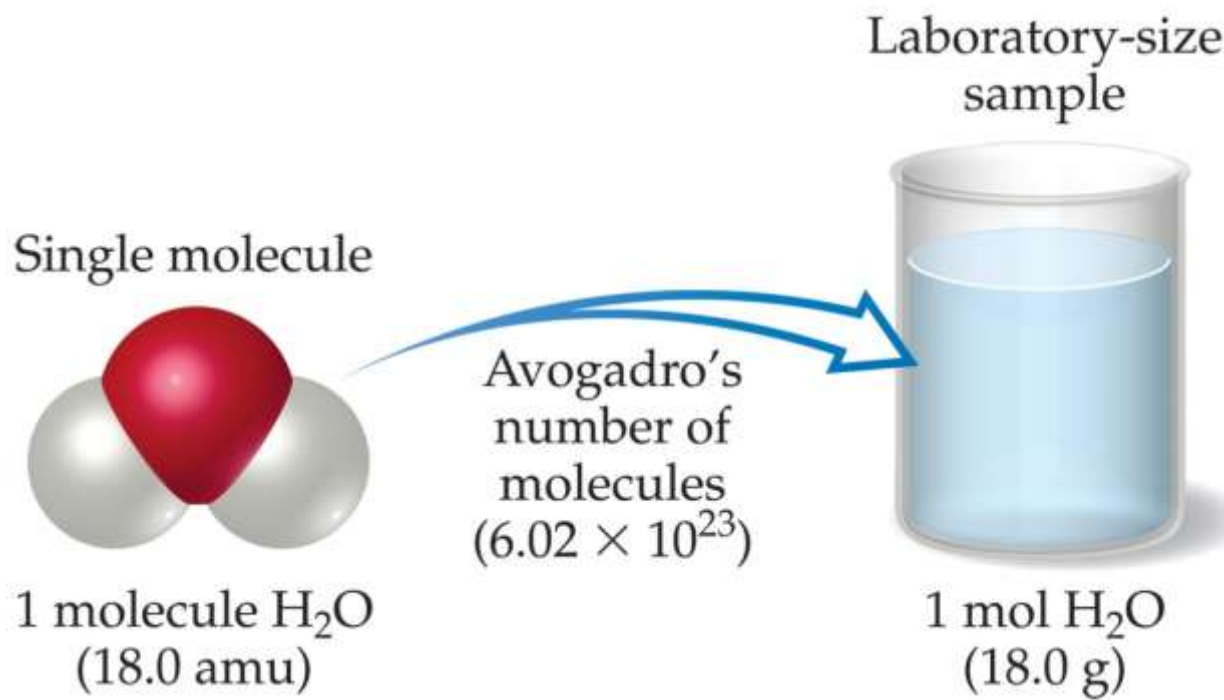 Laboratory-size
sample
Single molecule
Avogadro's
number of
molecules
(6.02 × 10²³)
1 molecule H₂O
(18.0 amu)
1 mol H₂O
(18.0 g)